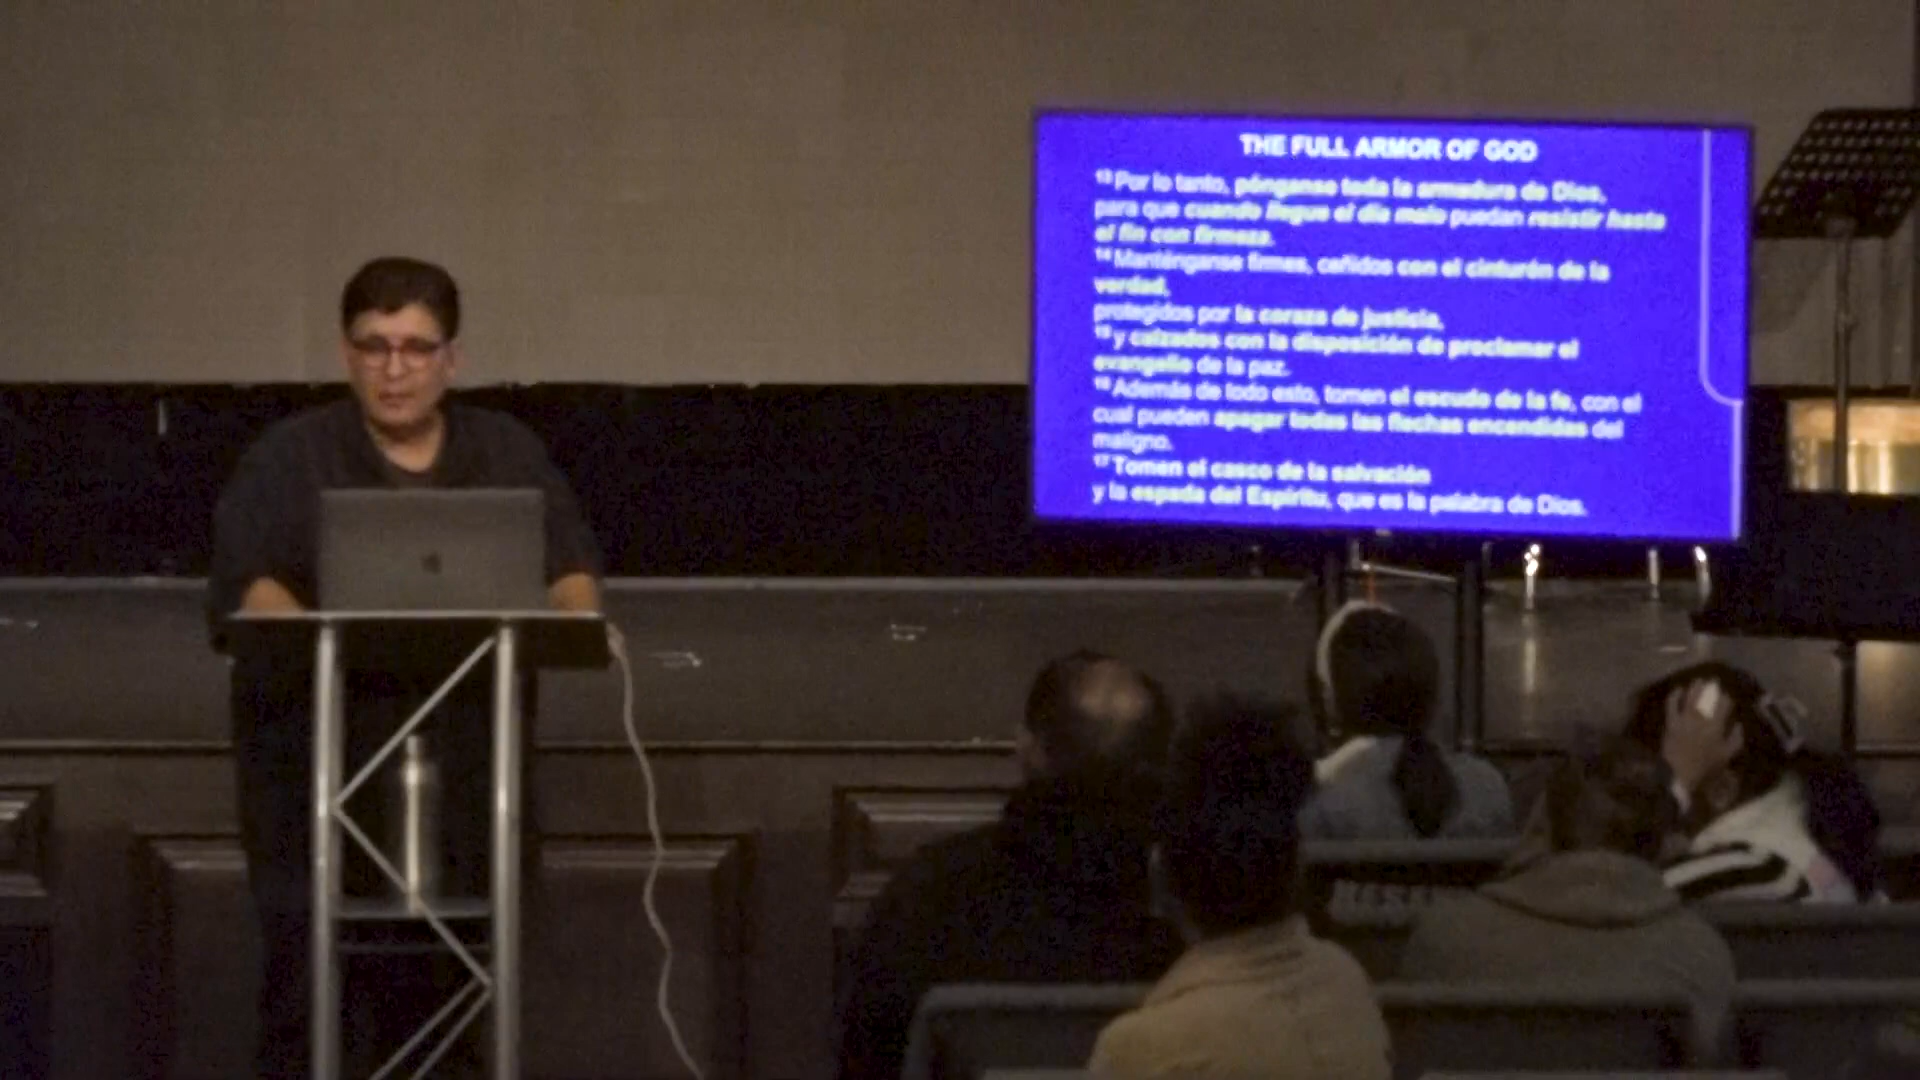 THE FULL ARMOR OF GOD
13 Por lo tanto, pónganse toda la armadura de Dios,
para que cuando llegue el día malo puedan resistir hasta
el fin con firmeza.
14 Manténganse firmes, ceñidos con el cinturón de la
verdad,
protegidos por la coraza de justicia,
15 y calzados con la disposición de proclamar el
evangelio de la paz.
16 Además de todo esto, tomen el escudo de la fe, con el
cual pueden apagar todas las flechas encendidas del
maligno.
17 Tomen el casco de la salvación
y la espada del Espíritu, que es la palabra de Dios.